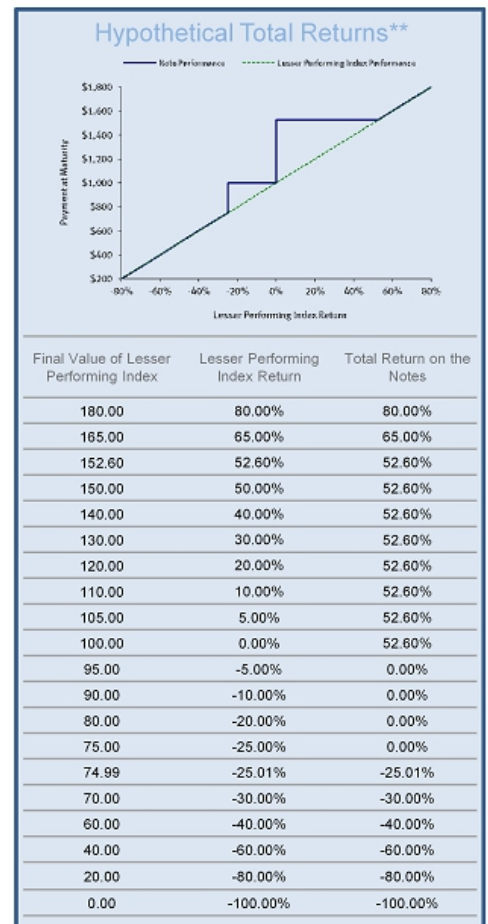 Hypothetical Total Returns**
Note Performance Lesser Performing Index Performance
$1,800
$1,600
$1,400
$1,200
$1,000
$800
$600
$400
$200
Payment at Maturity
-80% -60% -40% -20% 0% 20% 40% 60% 80%
Lesser Performing Index Return
Final Value of Lesser Lesser Performing Total Return on the
Performing Index Index Return Notes
180.00 80.00% 80.00%
165.00 65.00% 65.00%
152.60 52.60% 52.60%
150.00 50.00% 52.60%
140.00 40.00% 52.60%
130.00 30.00% 52.60%
120.00 20.00% 52.60%
110.00 10.00% 52.60%
105.00 5.00% 52.60%
100.00 0.00% 52.60%
95.00 -5.00% 0.00%
90.00 -10.00% 0.00%
80.00 -20.00% 0.00%
75.00 -25.00% 0.00%
74.99 -25.01% -25.01%
70.00 -30.00% -30.00%
60.00 -40.00% -40.00%
40.00 -60.00% -60.00%
20.00 -80.00% -80.00%
0.00 -100.00% -100.00%